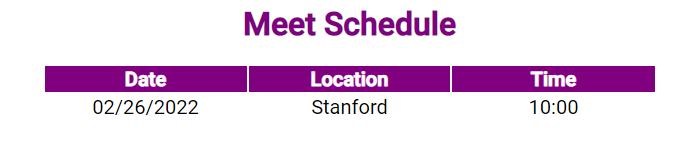 Meet Schedule
Date Location Time
02/26/2022 Stanford 10:00